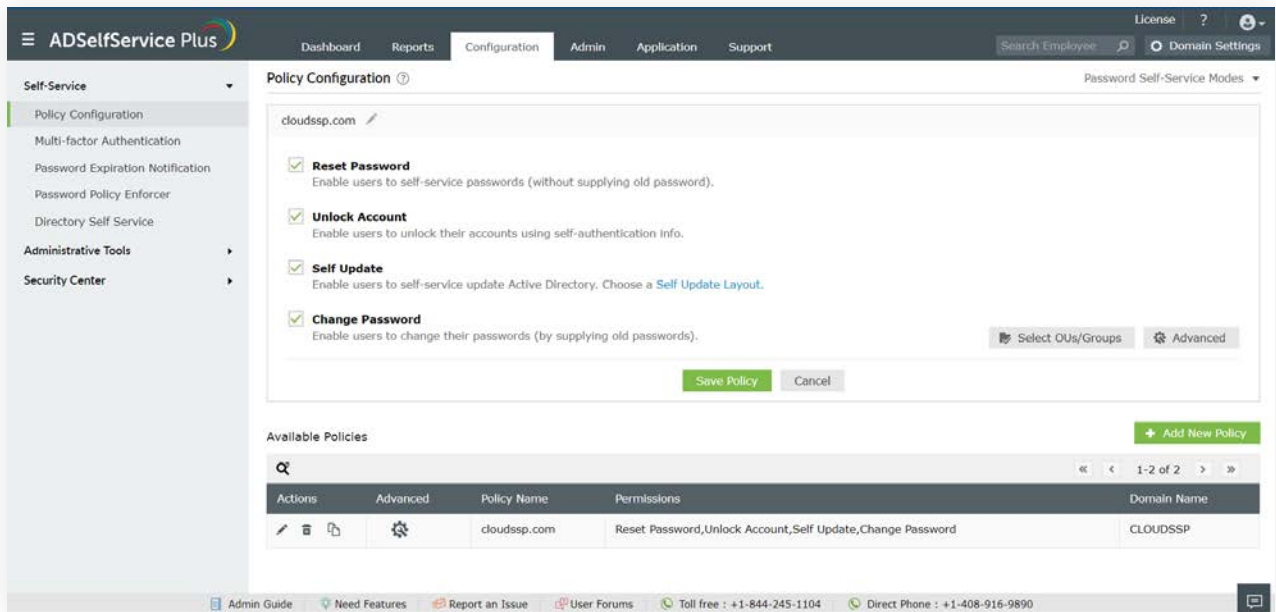 License ?
ADSelfService Plus
Dashboard Reports Configuration Admin Application Support
Search Employee Domain Settings
Self-Service
Policy Configuration
Multi-factor Authentication
Password Expiration Notification
Password Policy Enforcer
Directory Self Service
Administrative Tools
Security Center
Policy Configuration ?
Password Self-Service Modes
cloudssp.com
Reset Password
Enable users to self-service passwords (without supplying old password).
Unlock Account
Enable users to unlock their accounts using self-authentication info.
Self Update
Enable users to self-service update Active Directory. Choose a Self Update Layout.
Change Password
Enable users to change their passwords (by supplying old passwords).
Select OUs/Groups Advanced
Save Policy Cancel
Available Policies
+ Add New Policy
« ‹ 1-2 of 2 › »
Actions Advanced Policy Name Permissions Domain Name
cloudssp.com Reset Password,Unlock Account,Self Update,Change Password CLOUDSSP
Admin Guide Need Features Report an Issue User Forums Toll free : +1-844-245-1104 Direct Phone : +1-408-916-9890